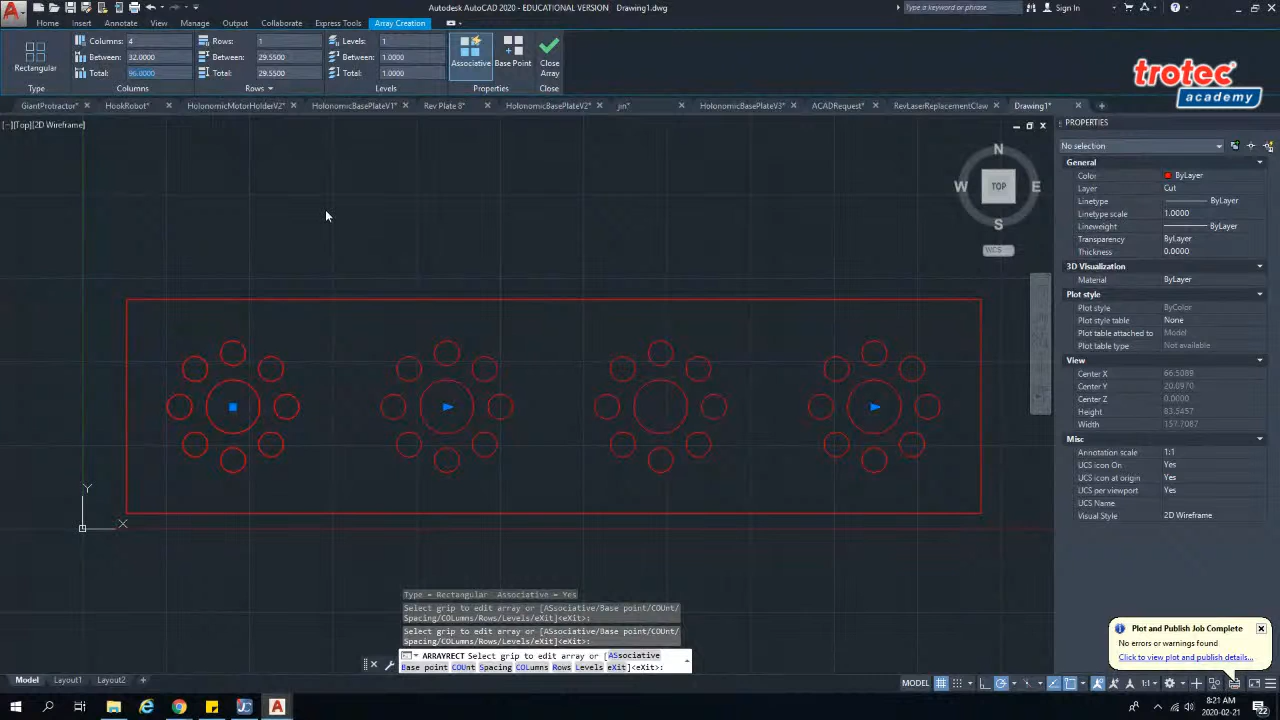 Autodesk AutoCAD 2020 - EDUCATIONAL VERSION Drawing1.dwg
Type a keyword or phrase
Sign In
Home Insert Annotate View Manage Output Collaborate Express Tools Array Creation
Columns: 4 Rows: 1 Levels: 1
Between: 32.0000 Between: 29.5500 Between: 1.0000
Total: 96.0000 Total: 29.5500 Total: 1.0000
Rectangular
Associative
Base Point
Close
Array
Type Columns Rows Levels Properties Close
trotec
academy
GiantProtractor* HookRobot* HolonomicMotorHolderV2* HolonomicBasePlateV1* Rev Plate 8* HolonomicBasePlateV2* jin* HolonomicBasePlateV3* ACADRequest* RevLaserReplacementClaw Drawing1*
[−][Top][2D Wireframe]
N
W
TOP
E
S
WCS
Y
X
PROPERTIES
No selection
General
Color ByLayer
Layer Cut
Linetype ByLayer
Linetype scale 1.0000
Lineweight ByLayer
Transparency ByLayer
Thickness 0.0000
3D Visualization
Material ByLayer
Plot style
Plot style ByColor
Plot style table None
Plot table attached to Model
Plot table type Not available
View
Center X 66.5089
Center Y 20.0970
Center Z 0.0000
Height 83.5457
Width 157.7087
Misc
Annotation scale 1:1
UCS icon On Yes
UCS icon at origin Yes
UCS per viewport Yes
UCS Name
Visual Style 2D Wireframe
Type = Rectangular Associative = Yes
Select grip to edit array or [ASsociative/Base point/COUnt/
Spacing/COLumns/Rows/Levels/eXit]<eXit>:
Select grip to edit array or [ASsociative/Base point/COUnt/
Spacing/COLumns/Rows/Levels/eXit]<eXit>:
ARRAYRECT Select grip to edit array or [ASsociative
Base point COUnt Spacing COLumns Rows Levels eXit]<eXit>:
Plot and Publish Job Complete
No errors or warnings found
Click to view plot and publish details...
Model Layout1 Layout2 +
MODEL
1:1
8:21 AM
2020-02-21
22